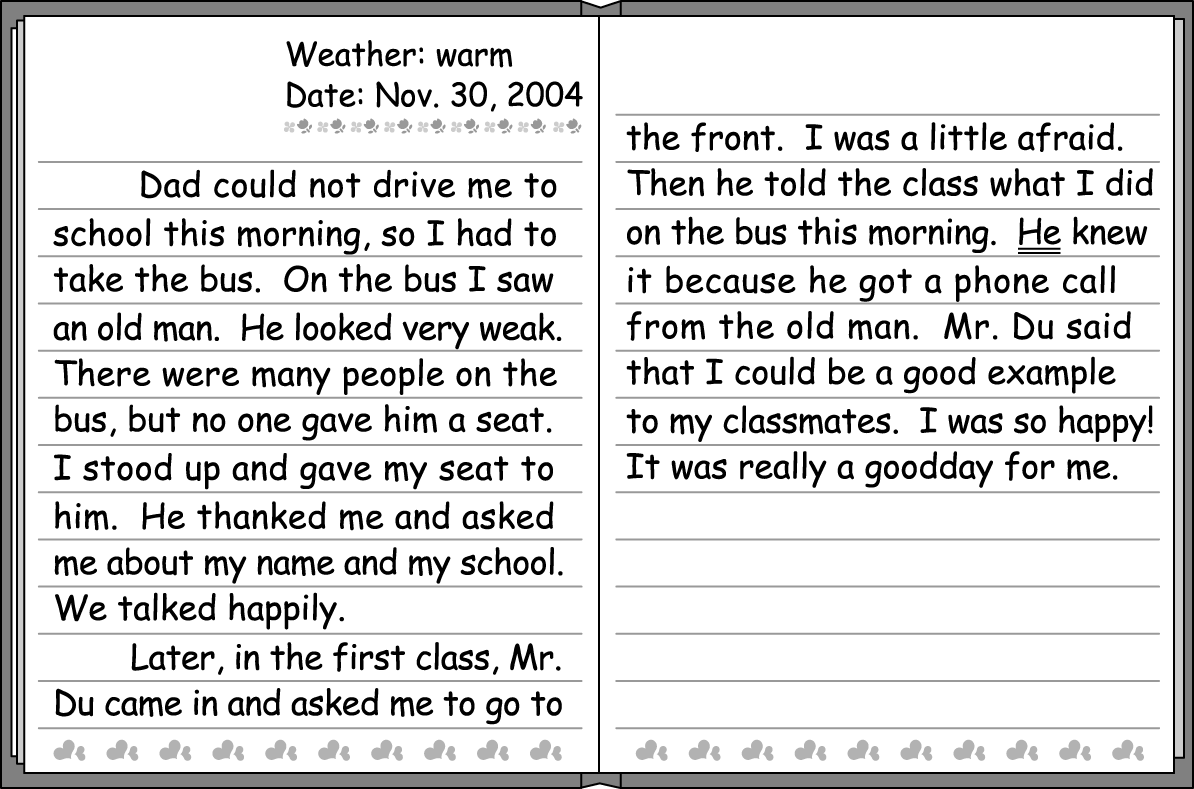 Weather: warm
Date: Nov. 30, 2004
Dad could not drive me to
school this morning, so I had to
take the bus. On the bus I saw
an old man. He looked very weak.
There were many people on the
bus, but no one gave him a seat.
I stood up and gave my seat to
him. He thanked me and asked
me about my name and my school.
We talked happily.
Later, in the first class, Mr.
Du came in and asked me to go to
the front. I was a little afraid.
Then he told the class what I did
on the bus this morning. He knew
it because he got a phone call
from the old man. Mr. Du said
that I could be a good example
to my classmates. I was so happy!
It was really a goodday for me.